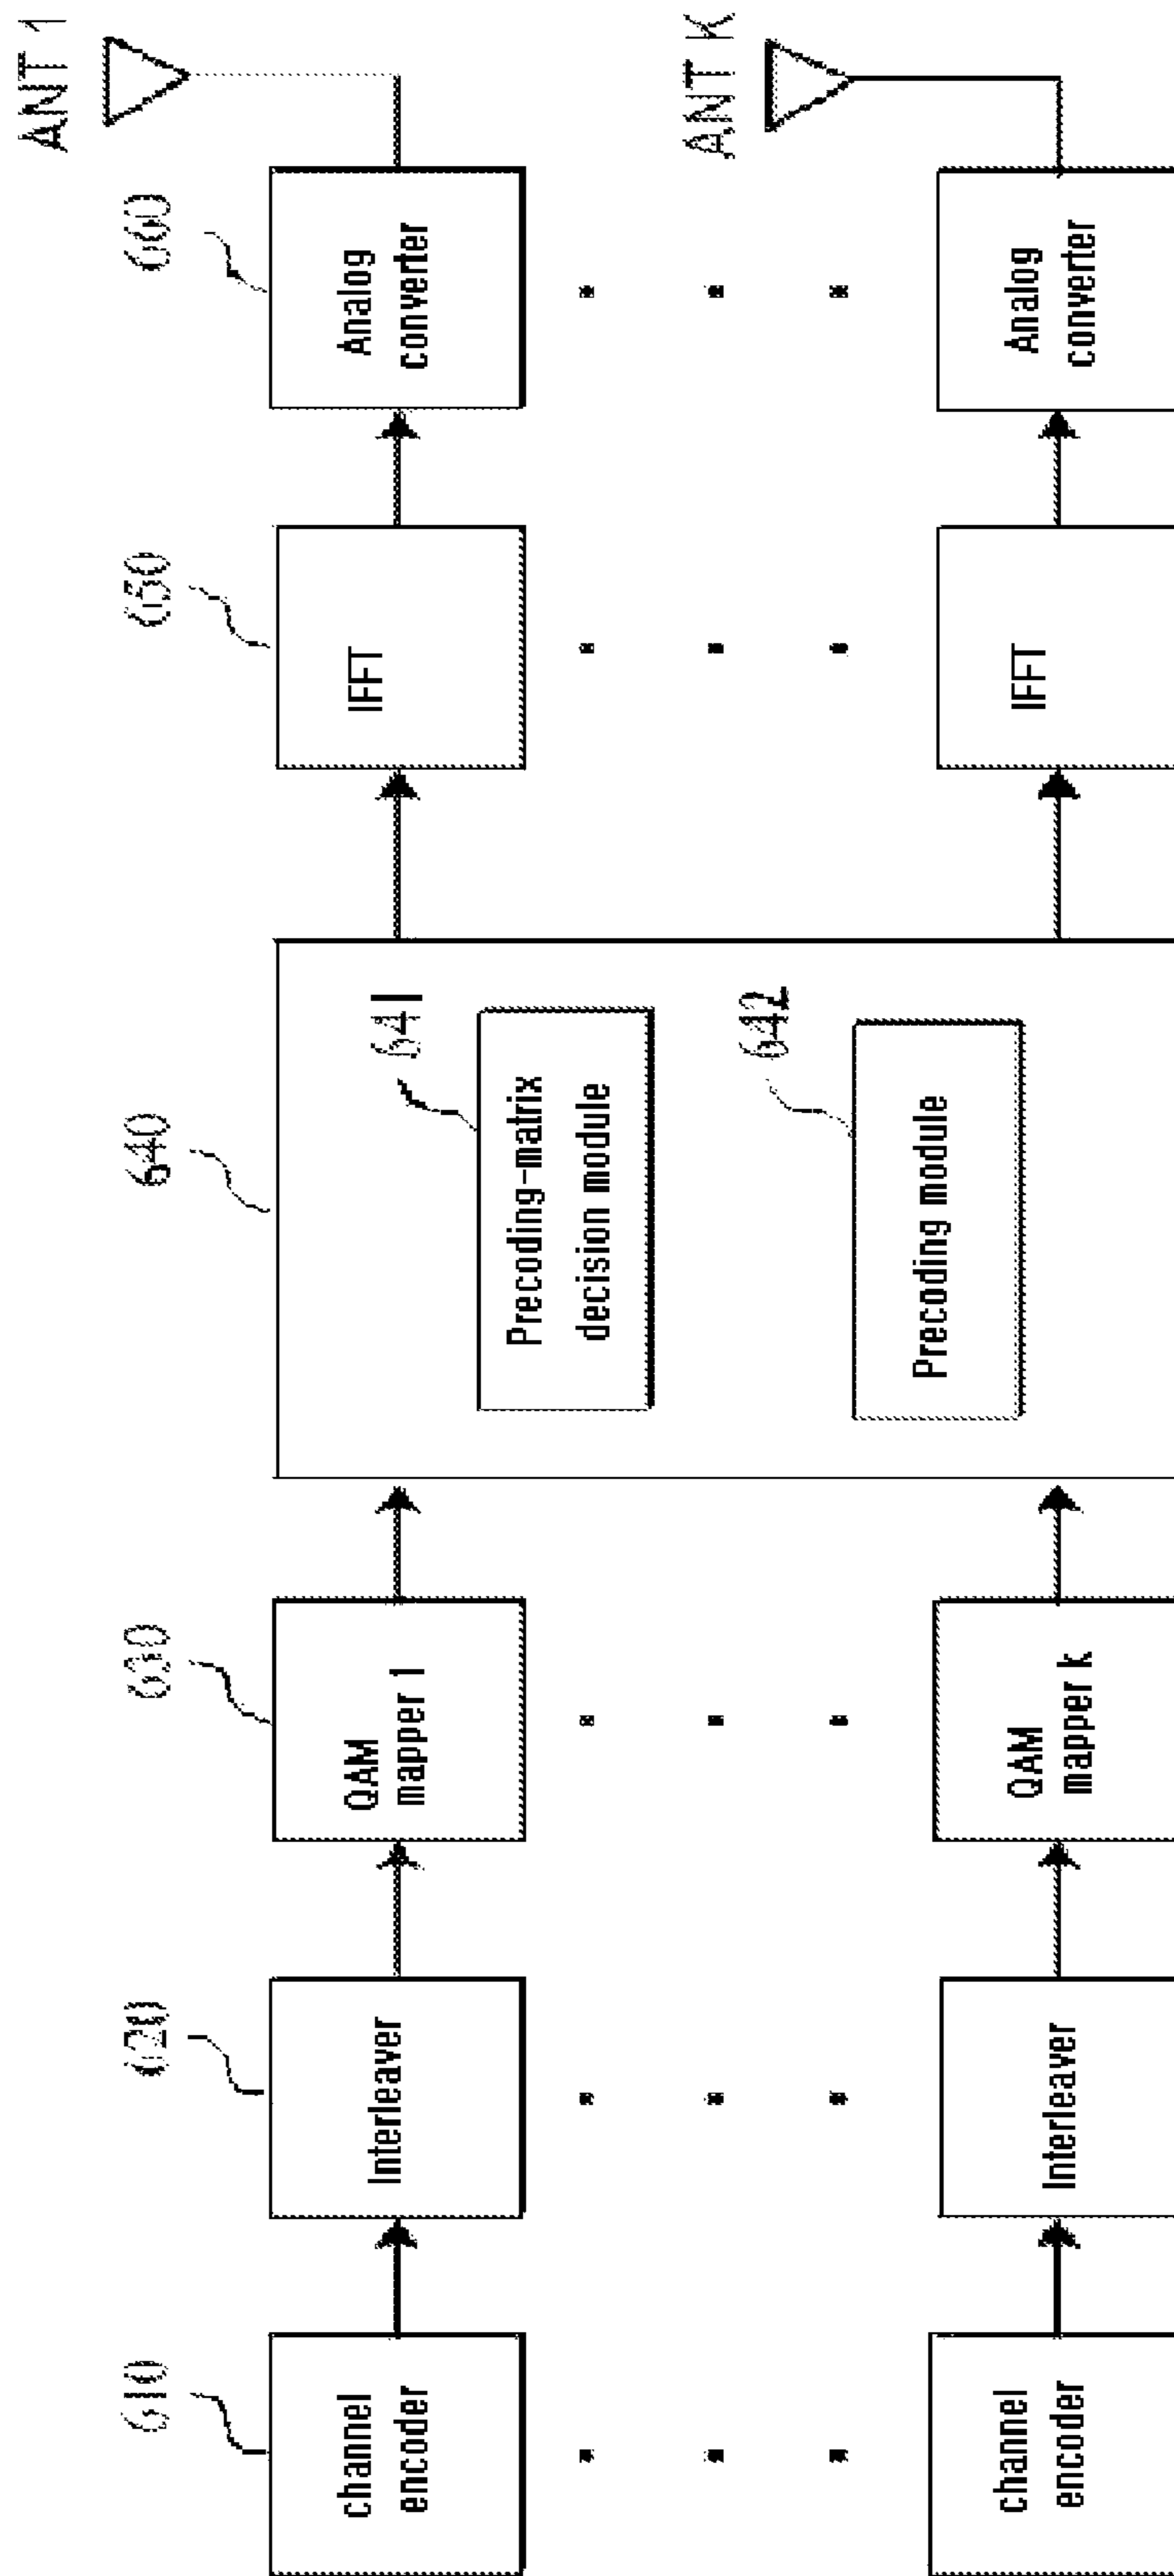 610
620
630
640
650
660
ANT 1
channel
encoder
Interleaver
QAM
mapper 1
641
Precoding-matrix
decision module
IFFT
Analog
converter
642
Precoding module
ANT K
channel
encoder
Interleaver
QAM
mapper k
IFFT
Analog
converter